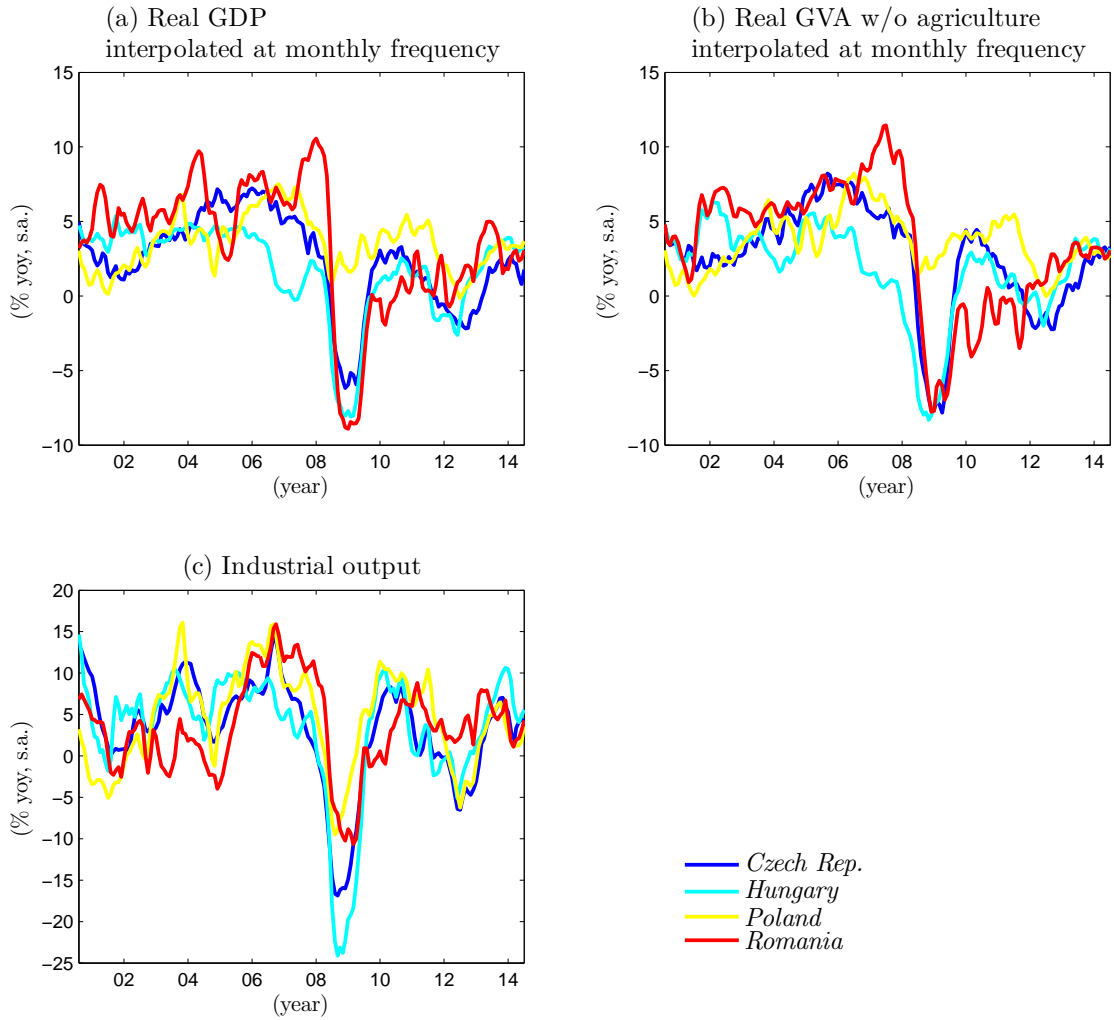 (a) Real GDP
interpolated at monthly frequency
15
10
5
0
−5
−10
(% yoy, s.a.)
02 04 06 08 10 12 14
(year)
(b) Real GVA w/o agriculture
interpolated at monthly frequency
15
10
5
0
−5
−10
(% yoy, s.a.)
02 04 06 08 10 12 14
(year)
(c) Industrial output
20
15
10
5
0
−5
−10
−15
−20
−25
(% yoy, s.a.)
02 04 06 08 10 12 14
(year)
Czech Rep.
Hungary
Poland
Romania